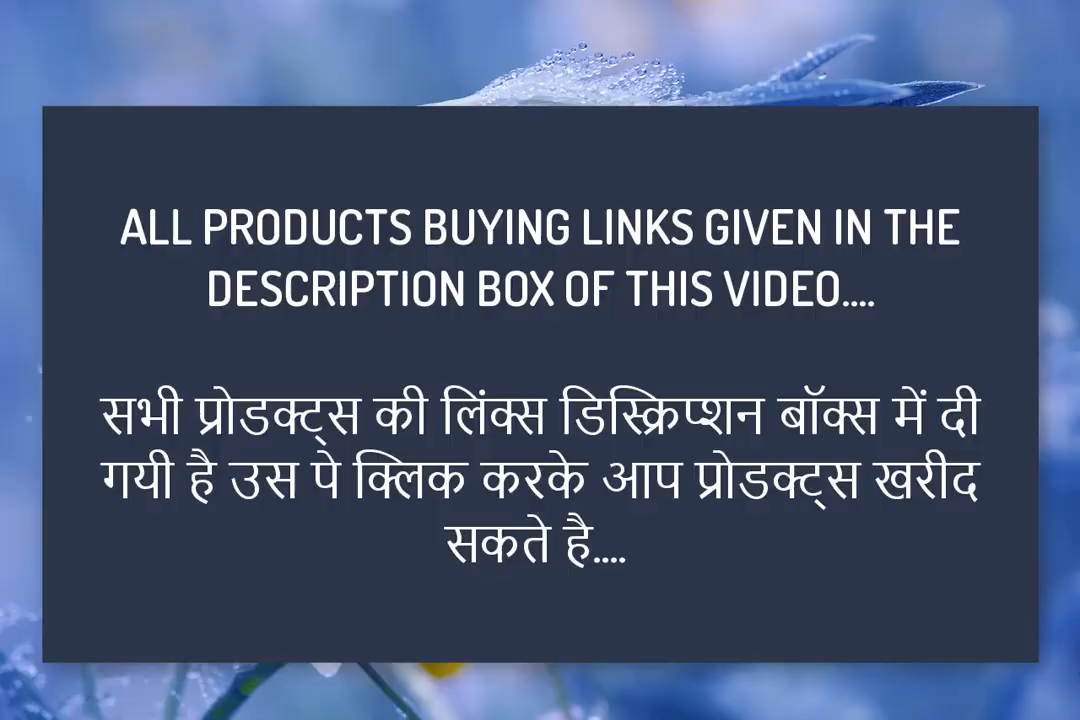 ALL PRODUCTS BUYING LINKS GIVEN IN THE
DESCRIPTION BOX OF THIS VIDEO....
सभी प्रोडक्ट्स की लिंक्स डिस्क्रिप्शन बॉक्स में दी
गयी है उस पे क्लिक करके आप प्रोडक्ट्स खरीद
सकते है....